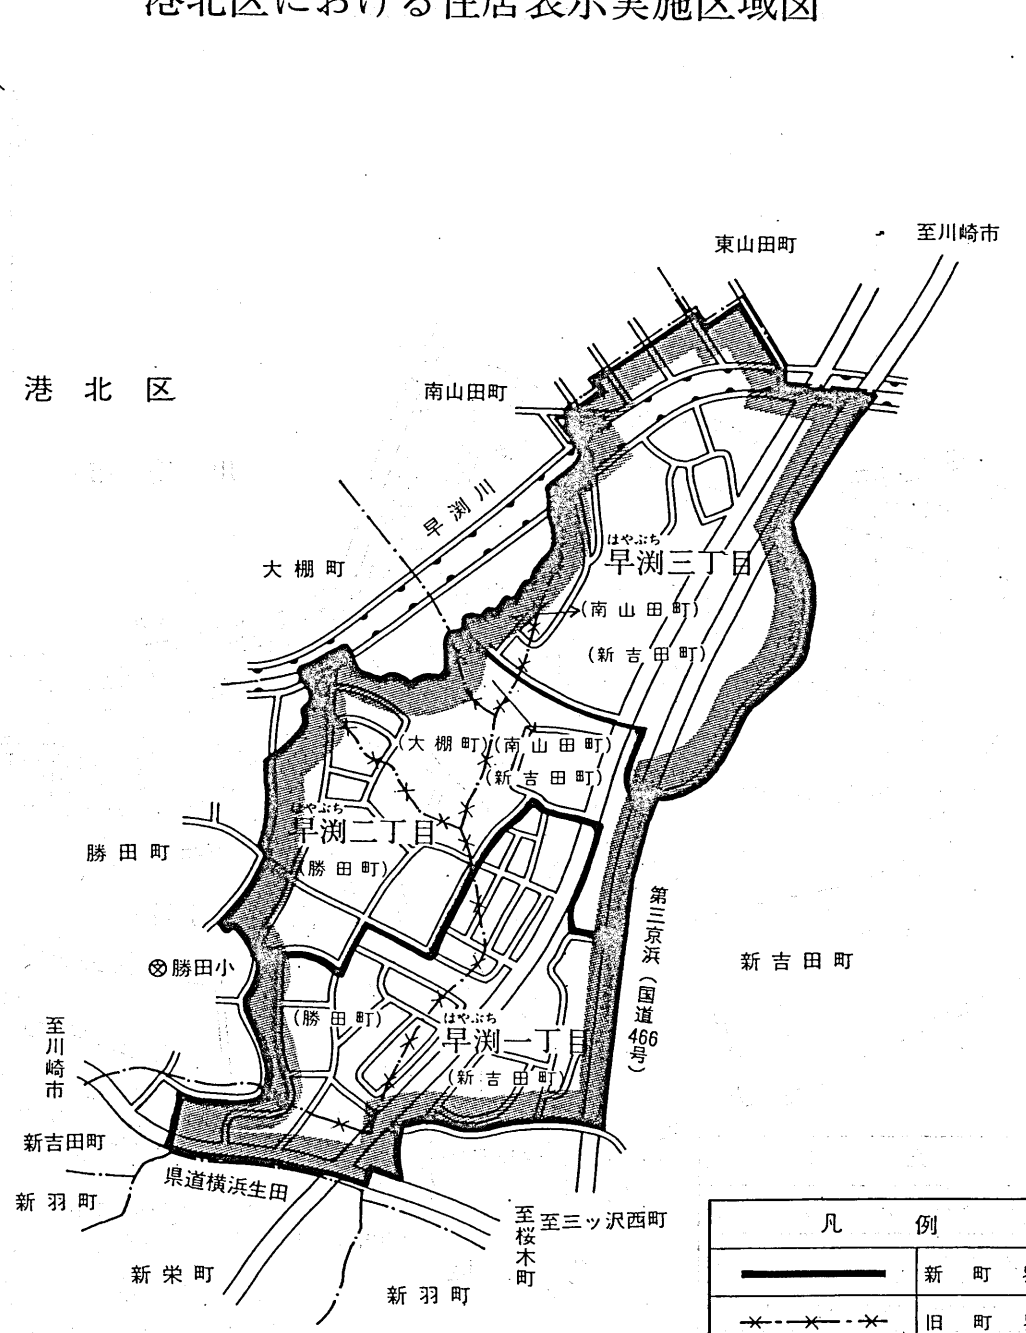 港北区における住居表示実施区域図
東山田町
至川崎市
港北区
南山田町
早渕川
はやぶち
早渕三丁目
大棚町
(南山田町)
(新吉田町)
(大棚町)(南山田町)
(新吉田町)
はやぶち
早渕二丁目
勝田町
(勝田町)
第三京浜(国道466号)
新吉田町
勝田小
(勝田町)
はやぶち
早渕一丁目
至川崎市
(新吉田町)
新吉田町
県道横浜生田
新羽町
至桜木町
至三ッ沢西町
新栄町
新羽町
凡例
新町
旧町